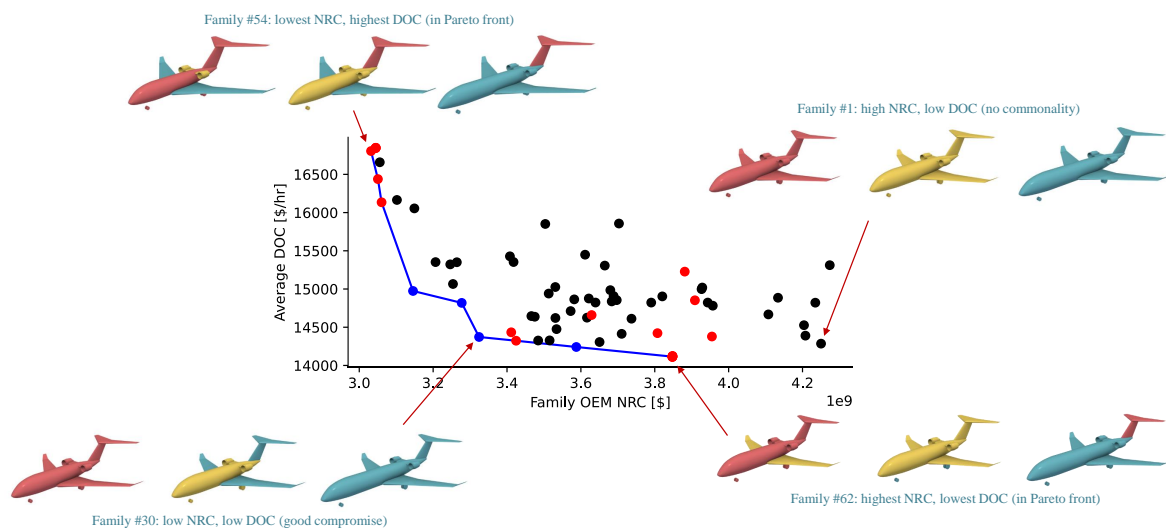 Family #54: lowest NRC, highest DOC (in Pareto front)
Family #1: high NRC, low DOC (no commonality)
Average DOC [$/hr]
16500
16000
15500
15000
14500
14000
3.0 3.2 3.4 3.6 3.8 4.0 4.2
1e9
Family OEM NRC [$]
Family #62: highest NRC, lowest DOC (in Pareto front)
Family #30: low NRC, low DOC (good compromise)